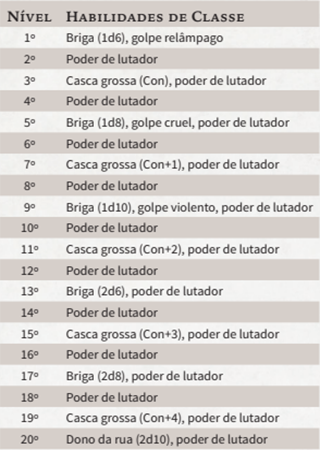 Nível Habilidades de Classe
1º Briga (1d6), golpe relâmpago
2º Poder de lutador
3º Casca grossa (Con), poder de lutador
4º Poder de lutador
5º Briga (1d8), golpe cruel, poder de lutador
6º Poder de lutador
7º Casca grossa (Con+1), poder de lutador
8º Poder de lutador
9º Briga (1d10), golpe violento, poder de lutador
10º Poder de lutador
11º Casca grossa (Con+2), poder de lutador
12º Poder de lutador
13º Briga (2d6), poder de lutador
14º Poder de lutador
15º Casca grossa (Con+3), poder de lutador
16º Poder de lutador
17º Briga (2d8), poder de lutador
18º Poder de lutador
19º Casca grossa (Con+4), poder de lutador
20º Dono da rua (2d10), poder de lutador